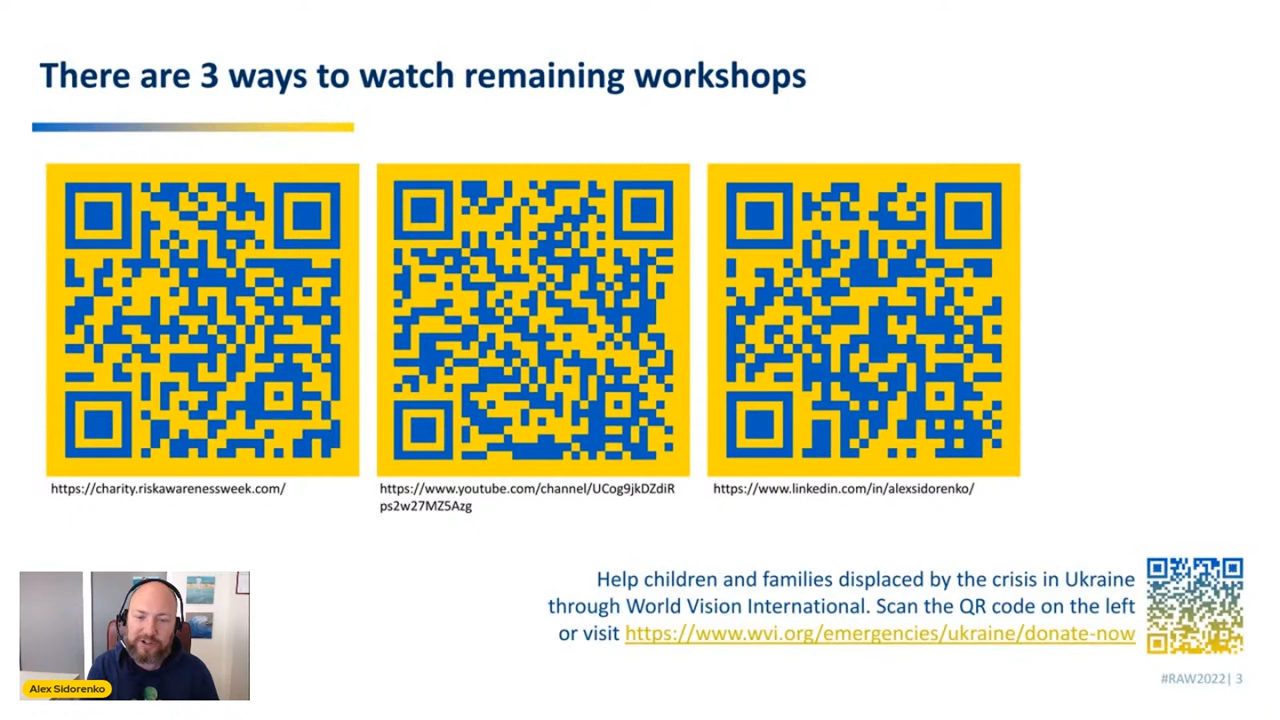 There are 3 ways to watch remaining workshops
https://charity.riskawarenessweek.com/
https://www.youtube.com/channel/UCog9jkDZdiR
ps2w27MZ5Azg
https://www.linkedin.com/in/alexsidorenko/
Help children and families displaced by the crisis in Ukraine
through World Vision International. Scan the QR code on the left
or visit https://www.wvi.org/emergencies/ukraine/donate-now
Alex Sidorenko
#RAW2022| 3